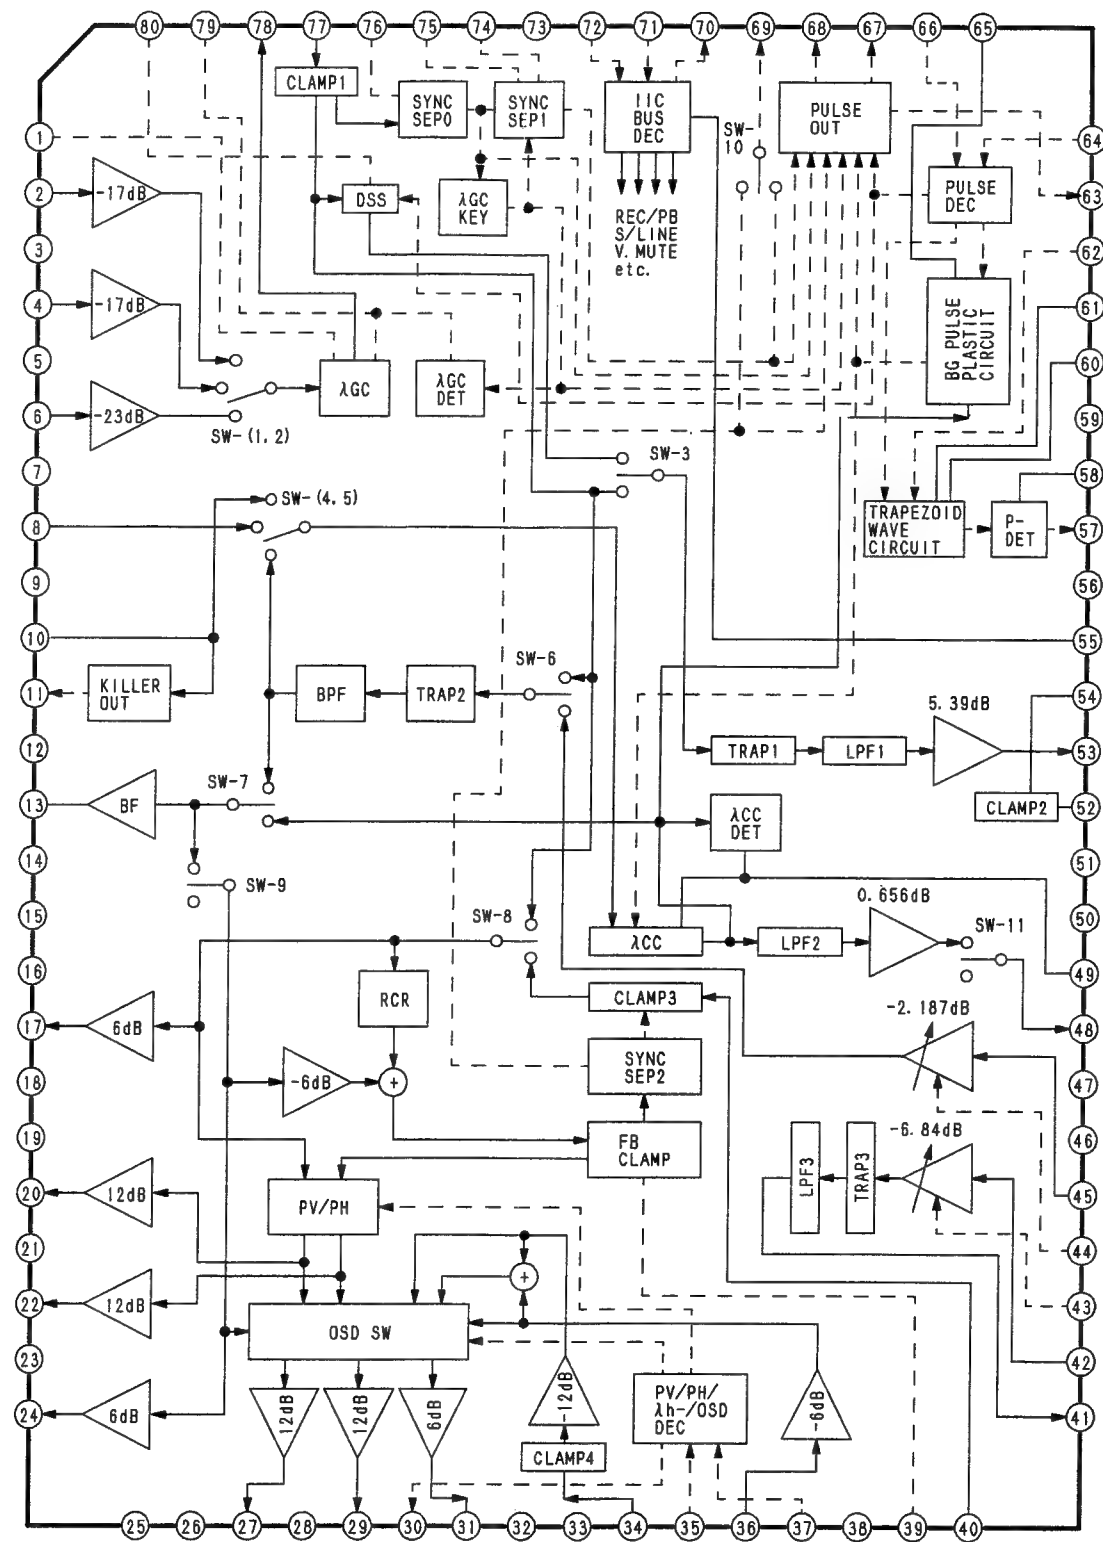 80 79 78 77 76 75 74 73 72 71 70 69 68 67 66 65
CLAMP1
SYNC
SEP0
SYNC
SEP1
IIC
BUS
DEC
SW-
10
PULSE
OUT
1
64
2
-17dB
DSS
λGC
KEY
REC/PB
S/LINE
V. MUTE
etc.
PULSE
DEC
63
3
62
4
-17dB
BG PULSE
PLASTIC
CIRCUIT
61
5
60
λGC
λGC
DET
6
-23dB
59
SW-(1,2)
7
SW-3
58
SW-(4,5)
8
TRAPEZOID
WAVE
CIRCUIT
P-
DET
57
9
56
10
55
11
KILLER
OUT
BPF
TRAP2
SW-6
54
5.39dB
12
TRAP1
LPF1
53
13
BF
SW-7
λCC
DET
CLAMP2
52
14
51
SW-9
15
0.656dB
50
SW-8
SW-11
16
λCC
LPF2
49
17
6dB
RCR
CLAMP3
-2.187dB
48
18
-6dB
+
SYNC
SEP2
47
19
FB
CLAMP
-6.84dB
46
LPF3
TRAP3
20
12dB
PV/PH
45
21
44
22
12dB
+
43
OSD SW
23
42
24
6dB
12dB
12dB
6dB
-12dB
PV/PH/
λh-/OSD
DEC
-6dB
41
CLAMP4
25 26 27 28 29 30 31 32 33 34 35 36 37 38 39 40